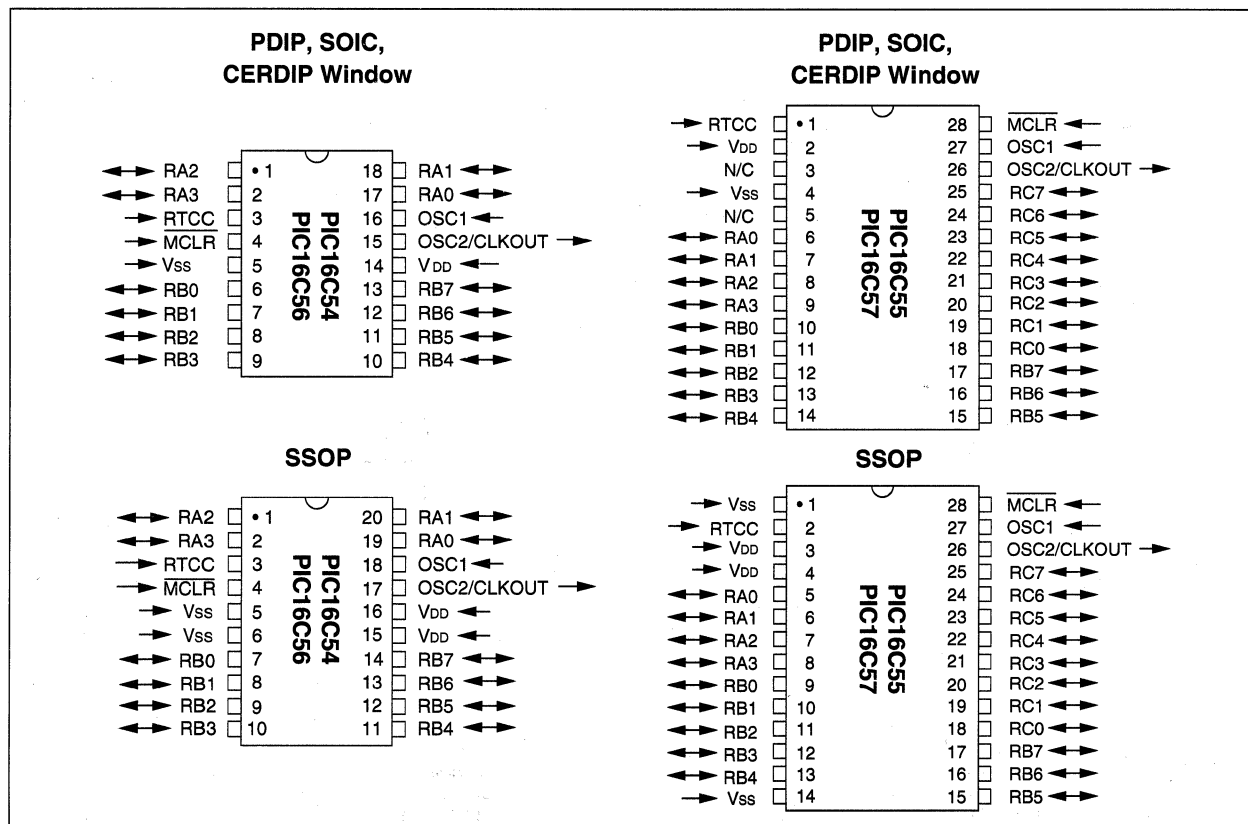 PDIP, SOIC,
CERDIP Window
RA2 •1 18 RA1
RA3 2 17 RA0
RTCC 3 16 OSC1
MCLR 4 15 OSC2/CLKOUT
VSS 5 14 VDD
RB0 6 13 RB7
RB1 7 12 RB6
RB2 8 11 RB5
RB3 9 10 RB4
PIC16C54
PIC16C56
PDIP, SOIC,
CERDIP Window
RTCC •1 28 MCLR
VDD 2 27 OSC1
N/C 3 26 OSC2/CLKOUT
VSS 4 25 RC7
N/C 5 24 RC6
RA0 6 23 RC5
RA1 7 22 RC4
RA2 8 21 RC3
RA3 9 20 RC2
RB0 10 19 RC1
RB1 11 18 RC0
RB2 12 17 RB7
RB3 13 16 RB6
RB4 14 15 RB5
PIC16C55
PIC16C57
SSOP
RA2 •1 20 RA1
RA3 2 19 RA0
RTCC 3 18 OSC1
MCLR 4 17 OSC2/CLKOUT
VSS 5 16 VDD
VSS 6 15 VDD
RB0 7 14 RB7
RB1 8 13 RB6
RB2 9 12 RB5
RB3 10 11 RB4
PIC16C54
PIC16C56
SSOP
VSS •1 28 MCLR
RTCC 2 27 OSC1
VDD 3 26 OSC2/CLKOUT
VDD 4 25 RC7
RA0 5 24 RC6
RA1 6 23 RC5
RA2 7 22 RC4
RA3 8 21 RC3
RB0 9 20 RC2
RB1 10 19 RC1
RB2 11 18 RC0
RB3 12 17 RB7
RB4 13 16 RB6
VSS 14 15 RB5
PIC16C55
PIC16C57